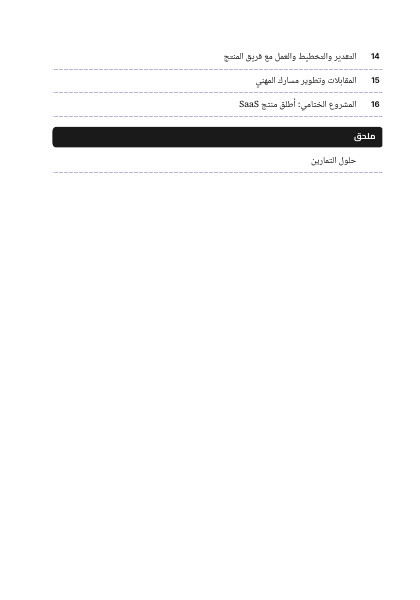 14 التقدير والتخطيط والعمل مع فريق المنتج
15 المقابلات وتطوير مسارك المهني
16 المشروع الختامي: أطلق منتج SaaS
ملحق
حلول التمارين